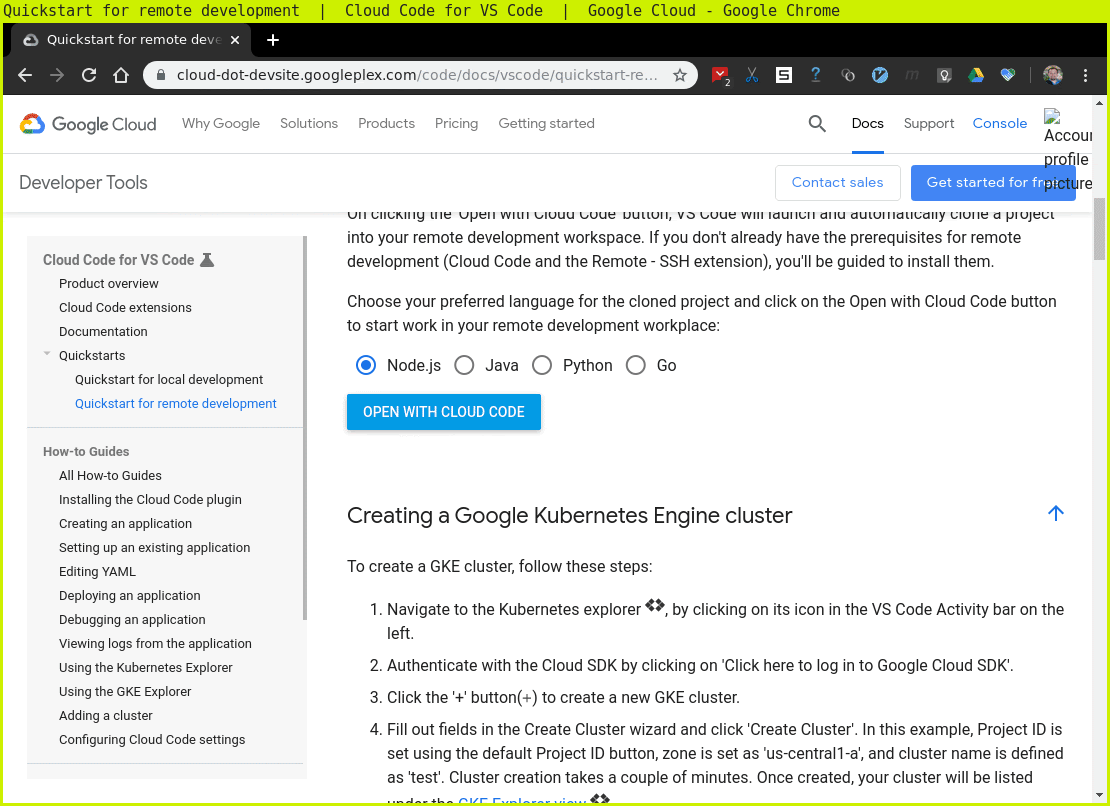 Quickstart for remote development  |  Cloud Code for VS Code  |  Google Cloud - Google Chrome
Quickstart for remote deve
cloud-dot-devsite.googleplex.com/code/docs/vscode/quickstart-re...
2
Google Cloud
Why Google
Solutions
Products
Pricing
Getting started
Docs
Support
Console
Accoun
profile
picture
Developer Tools
Contact sales
Get started for free
On clicking the 'Open with Cloud Code' button, VS Code will launch and automatically clone a project
into your remote development workspace. If you don't already have the prerequisites for remote
development (Cloud Code and the Remote - SSH extension), you'll be guided to install them.
Choose your preferred language for the cloned project and click on the Open with Cloud Code button
to start work in your remote development workplace:
Node.js
Java
Python
Go
OPEN WITH CLOUD CODE
Cloud Code for VS Code
Product overview
Cloud Code extensions
Documentation
Quickstarts
Quickstart for local development
Quickstart for remote development
How-to Guides
All How-to Guides
Installing the Cloud Code plugin
Creating an application
Setting up an existing application
Editing YAML
Deploying an application
Debugging an application
Viewing logs from the application
Using the Kubernetes Explorer
Using the GKE Explorer
Adding a cluster
Configuring Cloud Code settings
Creating a Google Kubernetes Engine cluster
To create a GKE cluster, follow these steps:
1. Navigate to the Kubernetes explorer , by clicking on its icon in the VS Code Activity bar on the
left.
2. Authenticate with the Cloud SDK by clicking on 'Click here to log in to Google Cloud SDK'.
3. Click the '+' button(+) to create a new GKE cluster.
4. Fill out fields in the Create Cluster wizard and click 'Create Cluster'. In this example, Project ID is
set using the default Project ID button, zone is set as 'us-central1-a', and cluster name is defined
as 'test'. Cluster creation takes a couple of minutes. Once created, your cluster will be listed
under the GKE Explorer view